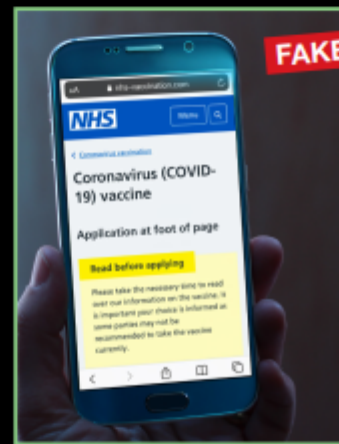 FAKE
AA nhs-vaccination.com
NHS Menu
< Coronavirus vaccination
Coronavirus (COVID-
19) vaccine
Application at foot of page
Read before applying
Please take the necessary time to read
over our information on the vaccine. It
is important your choice is informed as
some parties may not be
recommended to take the vaccine
currently.